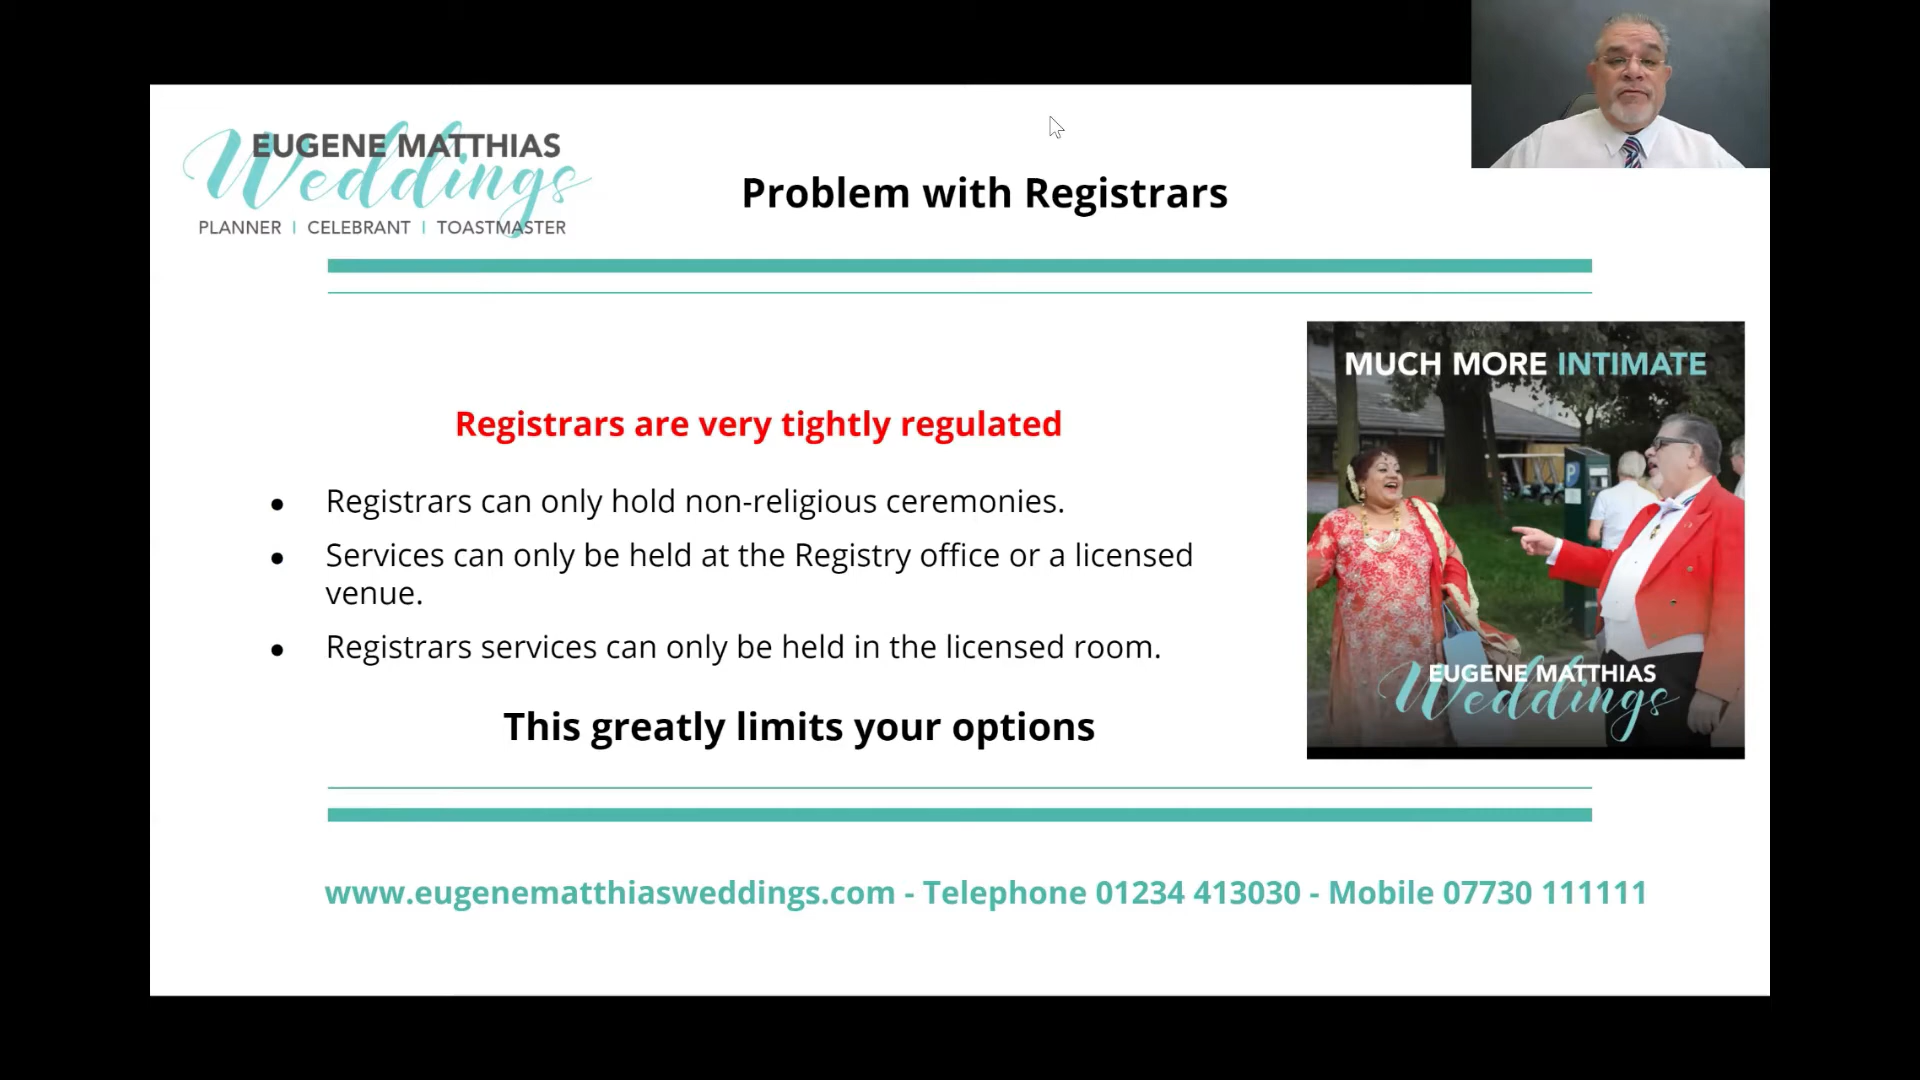 EUGENE MATTHIAS
Weddings
PLANNER | CELEBRANT | TOASTMASTER
Problem with Registrars
MUCH MORE INTIMATE
Registrars are very tightly regulated
• Registrars can only hold non-religious ceremonies.
• Services can only be held at the Registry office or a licensed
venue.
• Registrars services can only be held in the licensed room.
P
EUGENE MATTHIAS
Weddings
This greatly limits your options
www.eugenematthiasweddings.com - Telephone 01234 413030 - Mobile 07730 111111